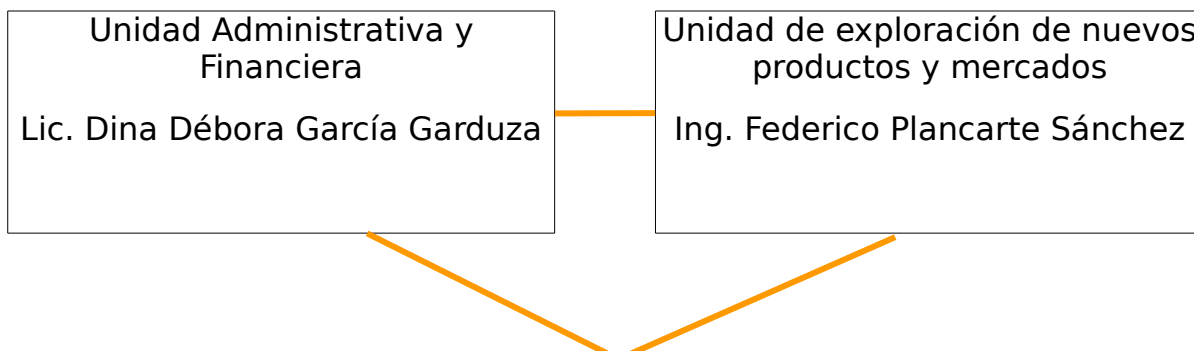 Unidad Administrativa y
Financiera
Lic. Dina Débora García Garduza
Unidad de exploración de nuevos
productos y mercados
Ing. Federico Plancarte Sánchez